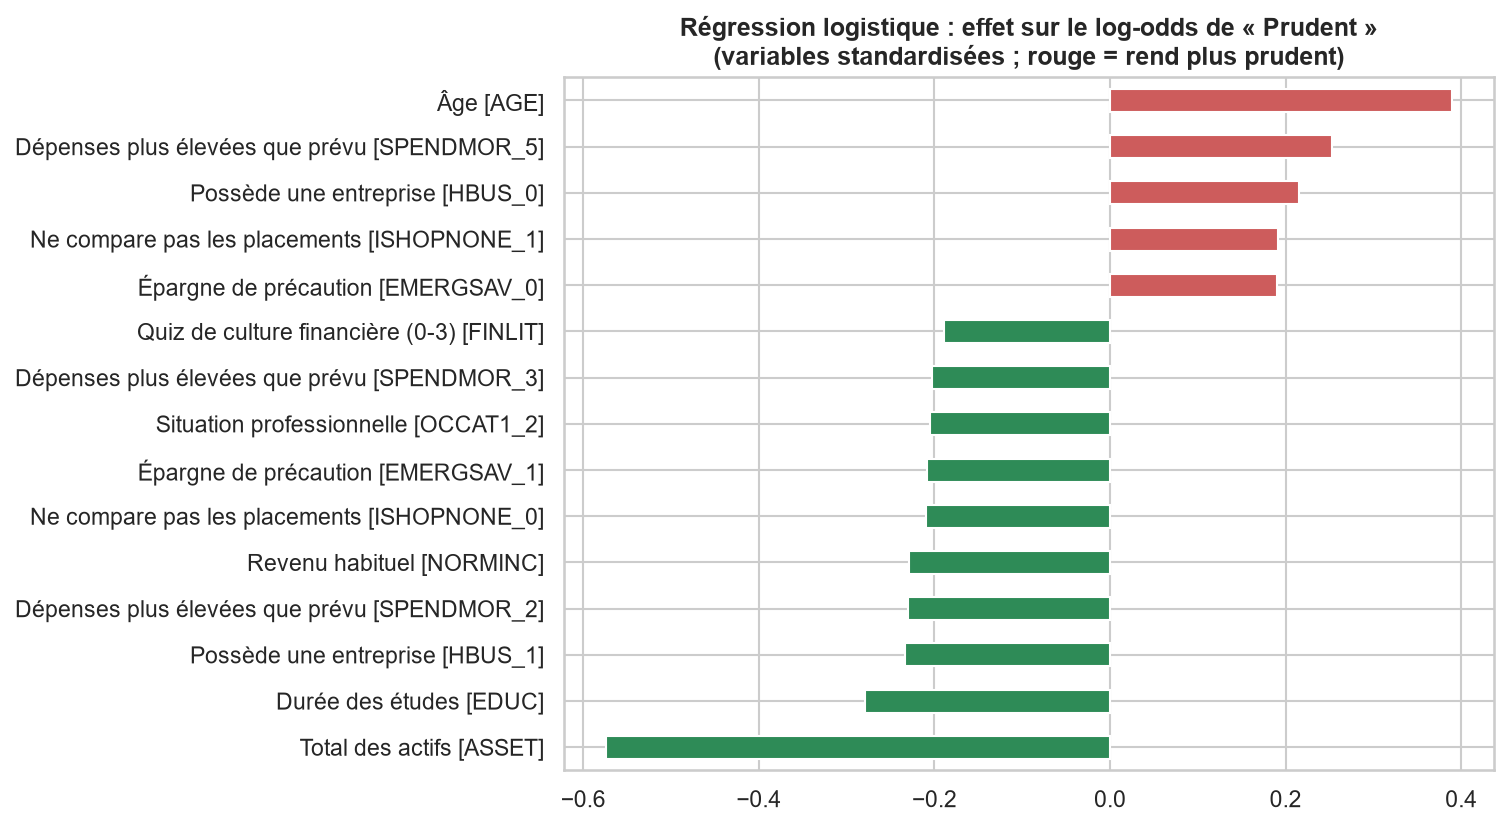 Régression logistique : effet sur le log-odds de « Prudent »
(variables standardisées ; rouge = rend plus prudent)
Âge [AGE]
Dépenses plus élevées que prévu [SPENDMOR_5]
Possède une entreprise [HBUS_0]
Ne compare pas les placements [ISHOPNONE_1]
Épargne de précaution [EMERGSAV_0]
Quiz de culture financière (0-3) [FINLIT]
Dépenses plus élevées que prévu [SPENDMOR_3]
Situation professionnelle [OCCAT1_2]
Épargne de précaution [EMERGSAV_1]
Ne compare pas les placements [ISHOPNONE_0]
Revenu habituel [NORMINC]
Dépenses plus élevées que prévu [SPENDMOR_2]
Possède une entreprise [HBUS_1]
Durée des études [EDUC]
Total des actifs [ASSET]
−0.6 −0.4 −0.2 0.0 0.2 0.4